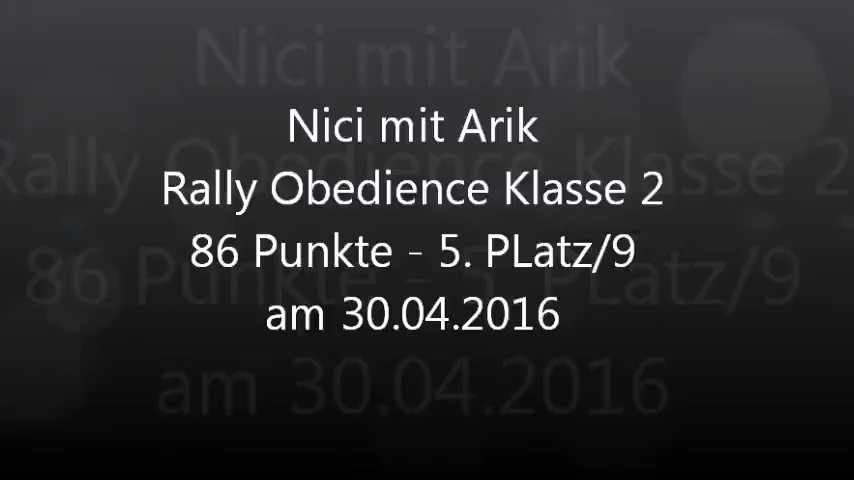 Nici mit Arik
Rally Obedience Klasse 2
86 Punkte - 5. PLatz/9
am 30.04.2016